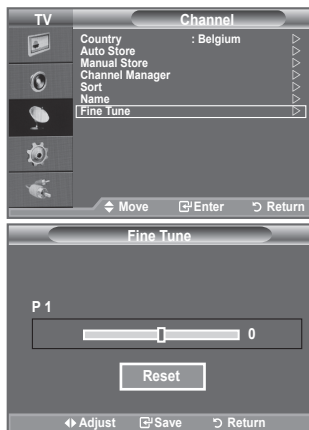 TV Channel
Country : Belgium
Auto Store
Manual Store
Channel Manager
Sort
Name
Fine Tune
Move Enter Return
Fine Tune
P 1
0
Reset
Adjust Save Return